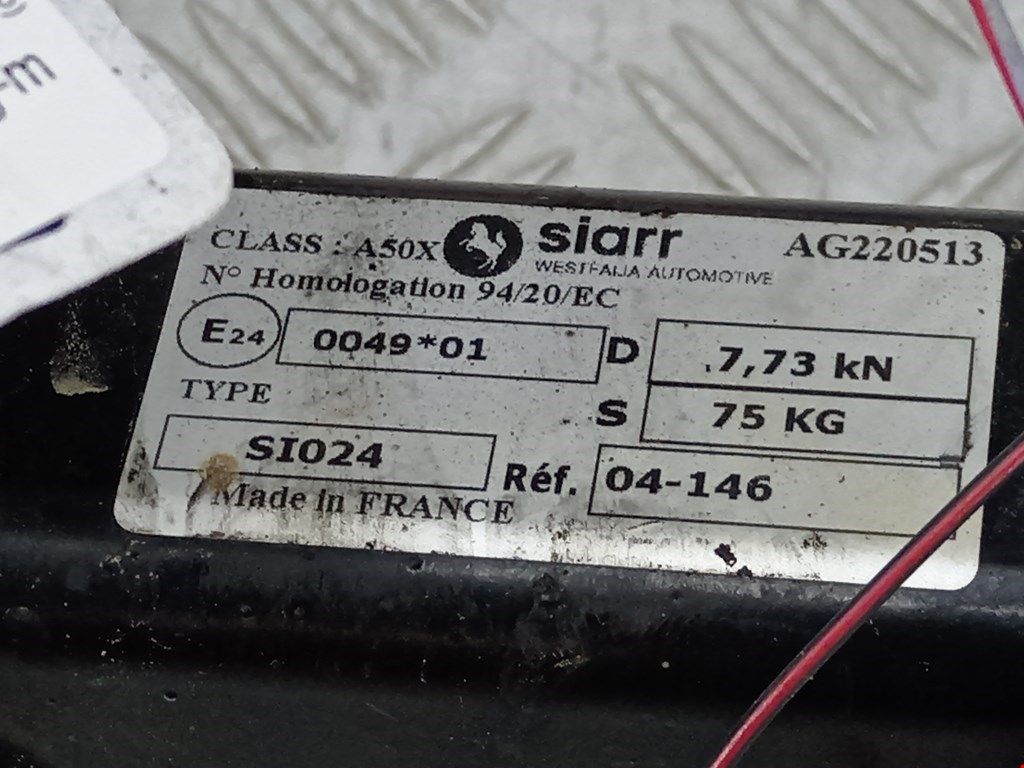 -m
CLASS : A50X siarr AG220513
WESTFALIA AUTOMOTIVE
N° Homologation 94/20/EC
E24 0049*01 D 7,73 kN
TYPE S 75 KG
SI024 Réf. 04-146
Made in FRANCE